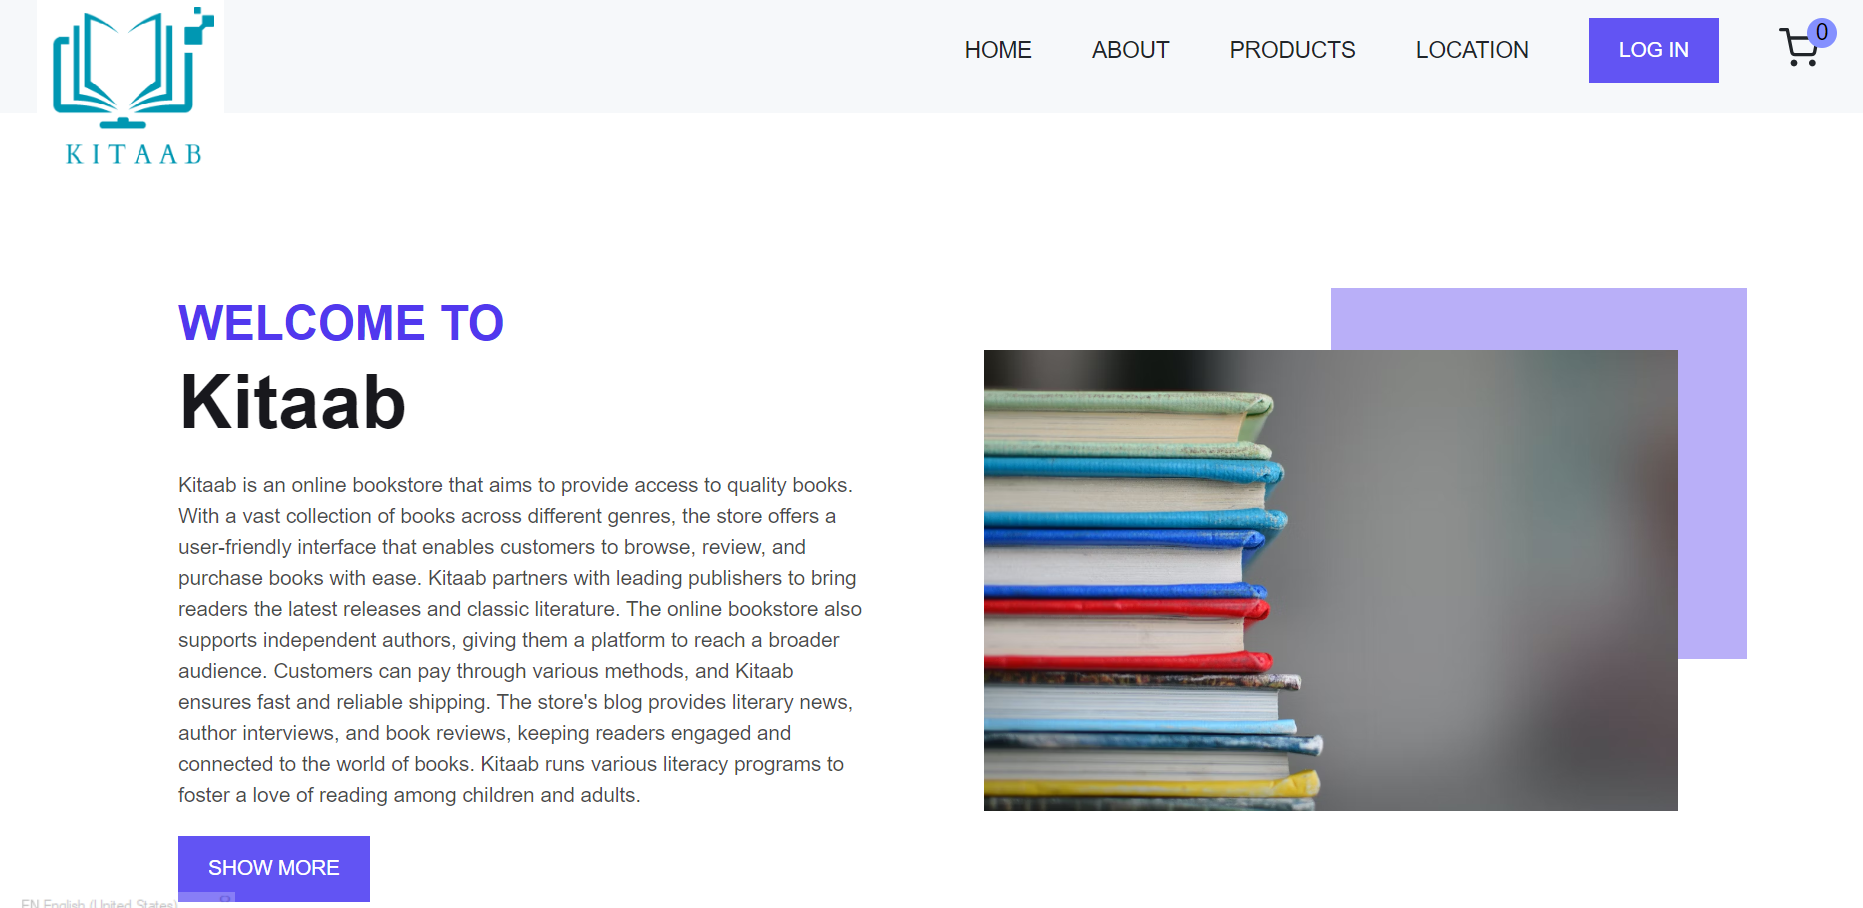 KITAAB
HOME ABOUT PRODUCTS LOCATION LOG IN 0
WELCOME TO
Kitaab
Kitaab is an online bookstore that aims to provide access to quality books.
With a vast collection of books across different genres, the store offers a
user-friendly interface that enables customers to browse, review, and
purchase books with ease. Kitaab partners with leading publishers to bring
readers the latest releases and classic literature. The online bookstore also
supports independent authors, giving them a platform to reach a broader
audience. Customers can pay through various methods, and Kitaab
ensures fast and reliable shipping. The store's blog provides literary news,
author interviews, and book reviews, keeping readers engaged and
connected to the world of books. Kitaab runs various literacy programs to
foster a love of reading among children and adults.
SHOW MORE
EN English (United States)